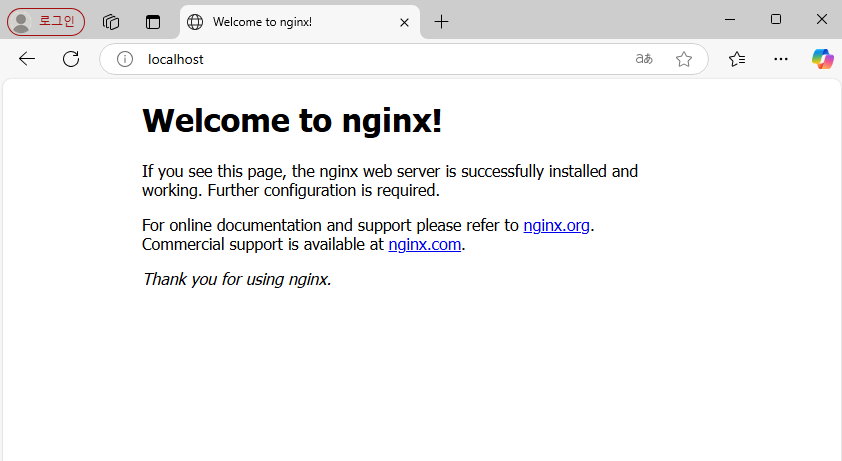 로그인
Welcome to nginx!
localhost
aあ
Welcome to nginx!
If you see this page, the nginx web server is successfully installed and
working. Further configuration is required.
For online documentation and support please refer to nginx.org.
Commercial support is available at nginx.com.
Thank you for using nginx.